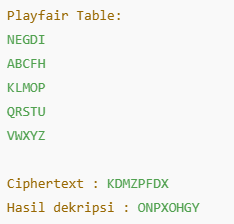 Playfair Table:
NEGDI
ABCFH
KLMOP
QRSTU
VWXYZ
Ciphertext : KDMZPFDX
Hasil dekripsi : ONPXOHGY